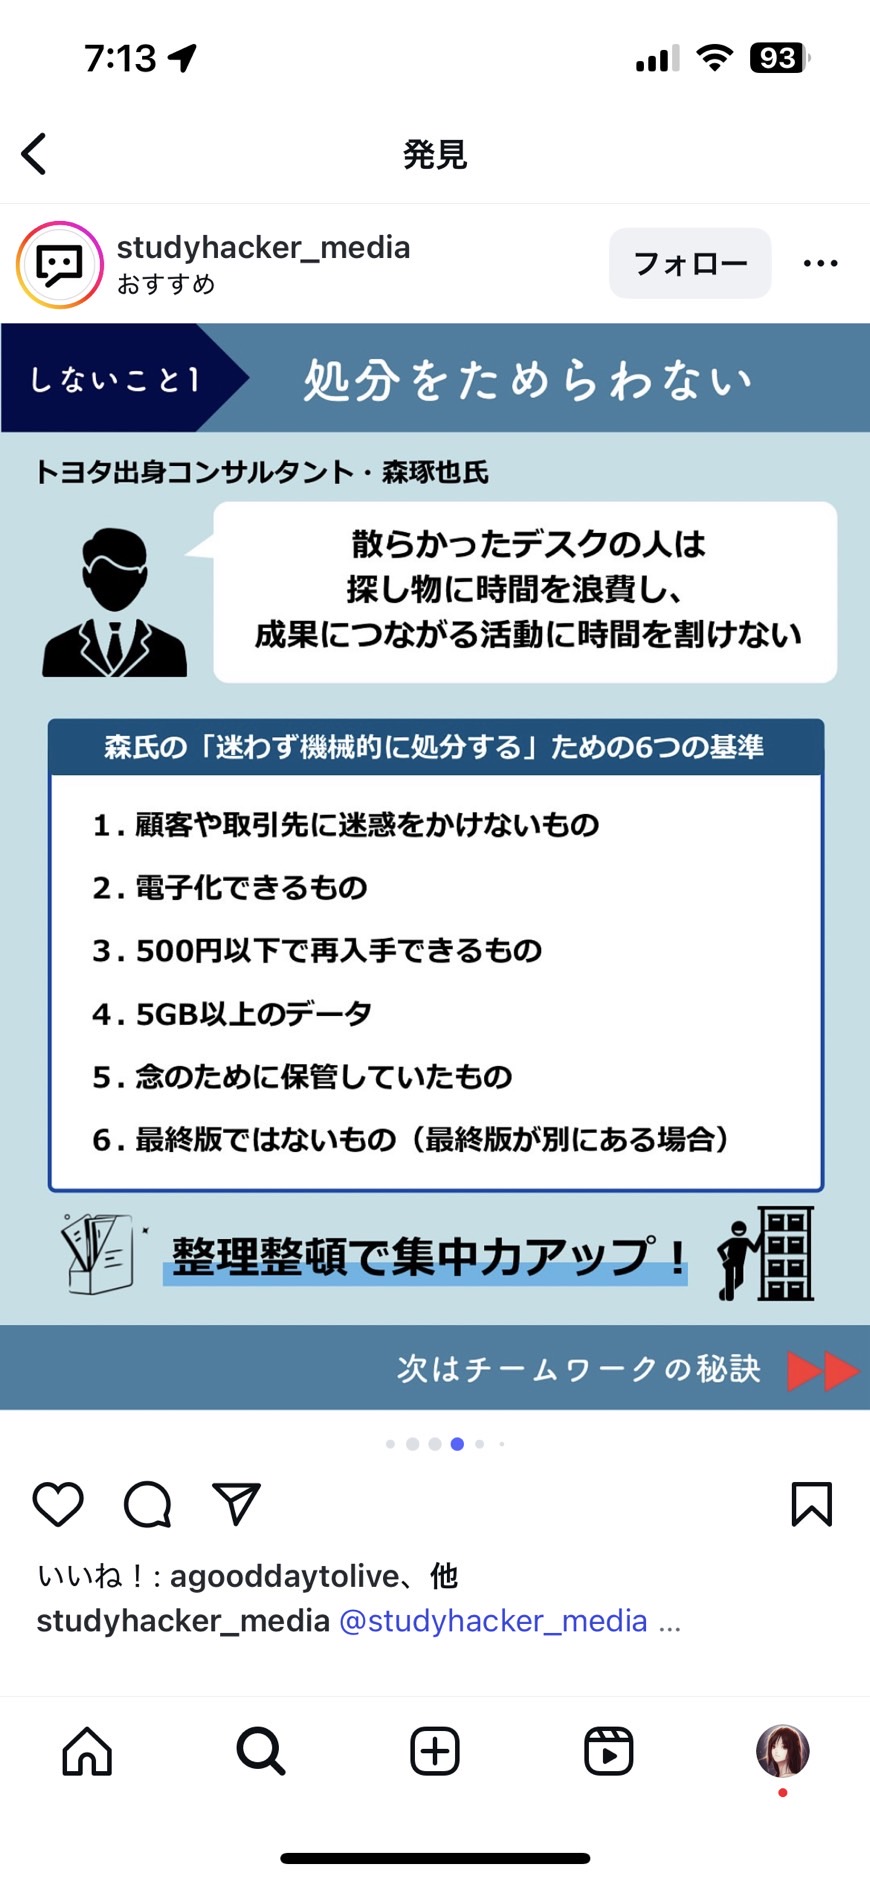 7:13
93
発見
studyhacker_media
おすすめ
フォロー
しないこと1
処分をためらわない
トヨタ出身コンサルタント・森琢也氏
散らかったデスクの人は
探し物に時間を浪費し、
成果につながる活動に時間を割けない
森氏の「迷わず機械的に処分する」ための6つの基準
1. 顧客や取引先に迷惑をかけないもの
2. 電子化できるもの
3. 500円以下で再入手できるもの
4. 5GB以上のデータ
5. 念のために保管していたもの
6. 最終版ではないもの（最終版が別にある場合）
整理整頓で集中力アップ！
次はチームワークの秘訣
いいね！: agooddaytolive、他
studyhacker_media @studyhacker_media ...